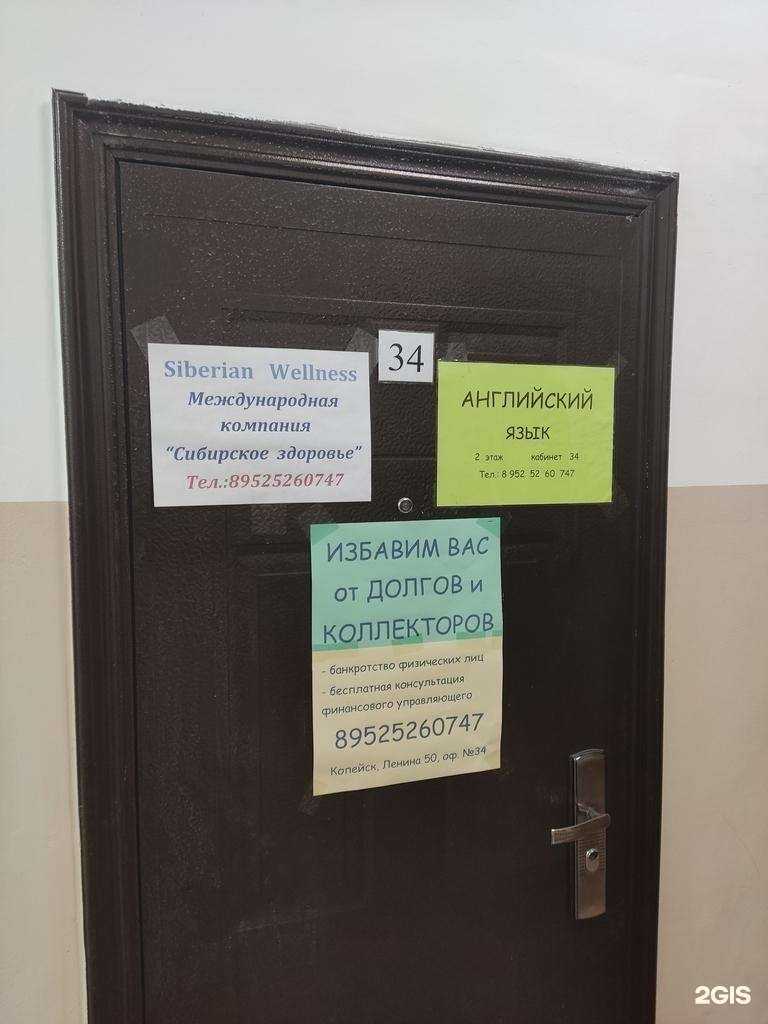 Siberian Wellness
Международная
компания
“Сибирское здоровье”
Тел.:89525260747
34
АНГЛИЙСКИЙ
ЯЗЫК
2 этаж кабинет 34
Тел.: 8 952 52 60 747
ИЗБАВИМ ВАС
от ДОЛГОВ и
КОЛЛЕКТОРОВ
- банкротство физических лиц
- бесплатная консультация
финансового управляющего
89525260747
Копейск, Ленина 50, оф. №34
2GIS